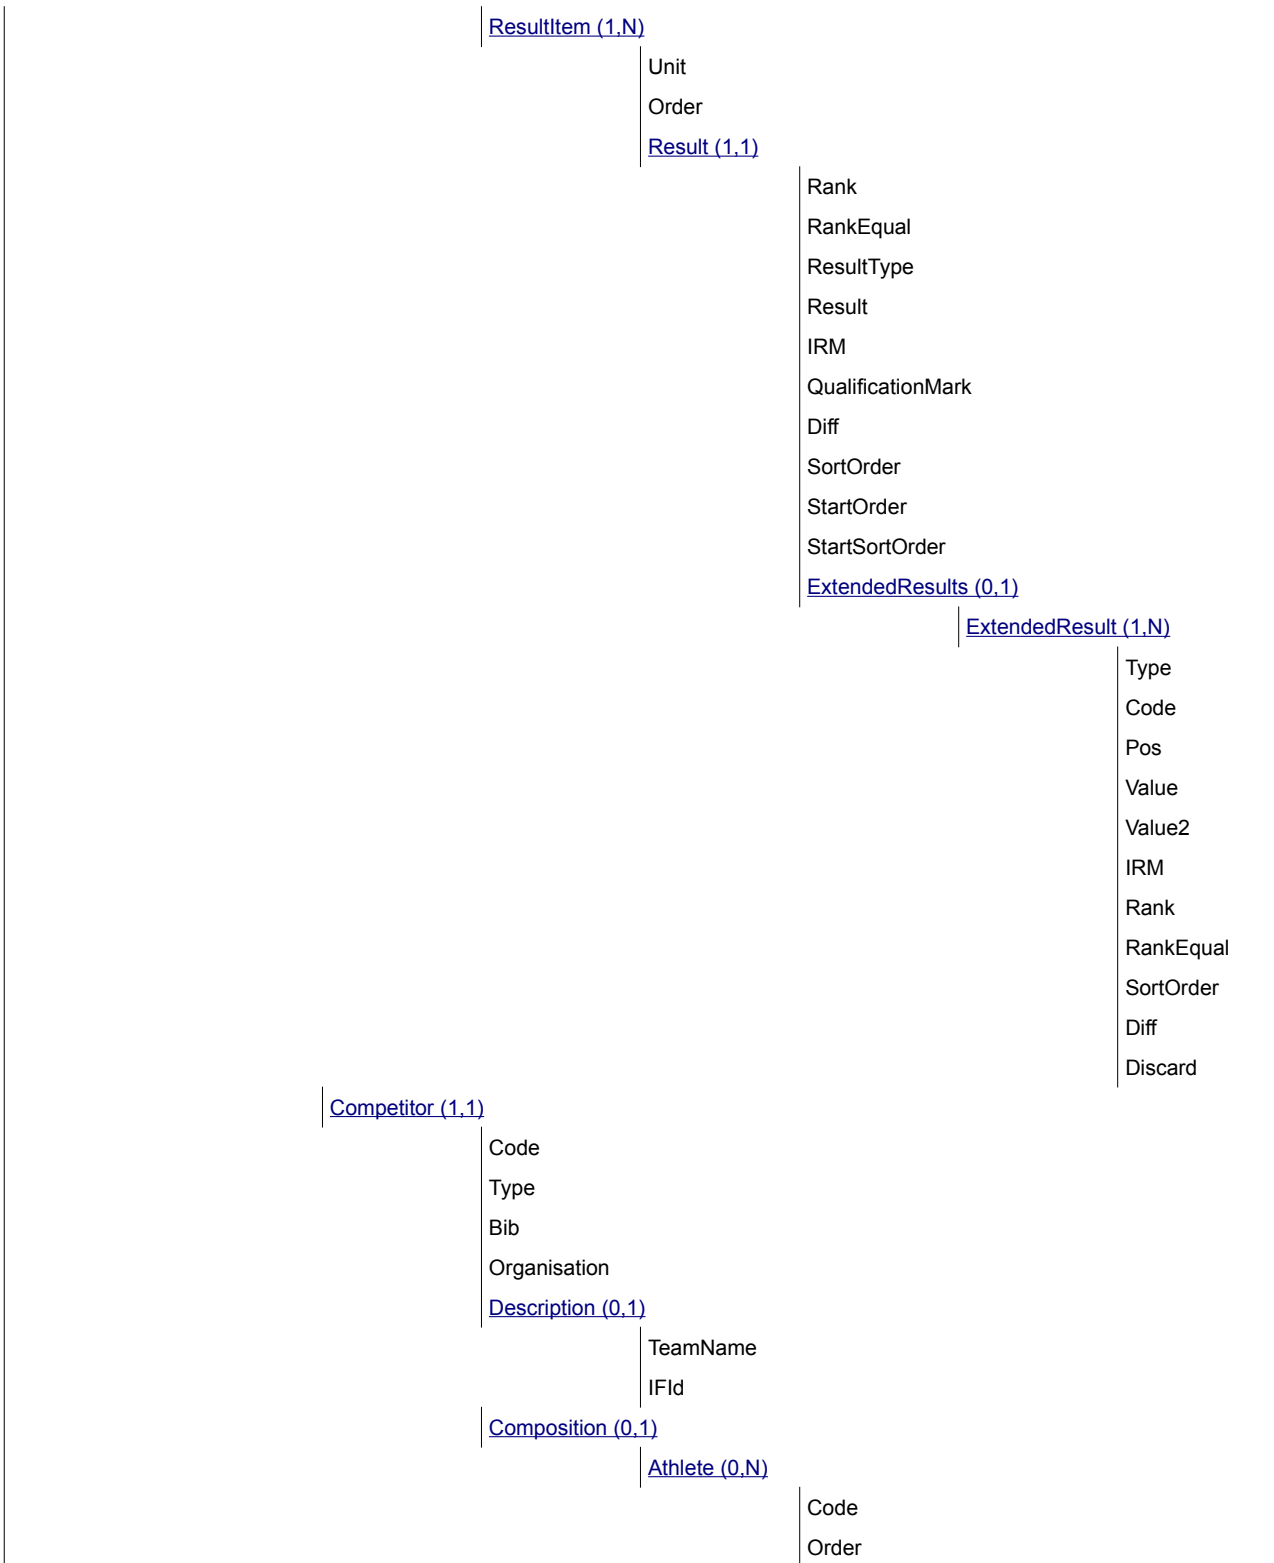 ResultItem (1,N)
Unit
Order
Result (1,1)
Rank
RankEqual
ResultType
Result
IRM
QualificationMark
Diff
SortOrder
StartOrder
StartSortOrder
ExtendedResults (0,1)
ExtendedResult (1,N)
Type
Code
Pos
Value
Value2
IRM
Rank
RankEqual
SortOrder
Diff
Discard
Competitor (1,1)
Code
Type
Bib
Organisation
Description (0,1)
TeamName
IFId
Composition (0,1)
Athlete (0,N)
Code
Order